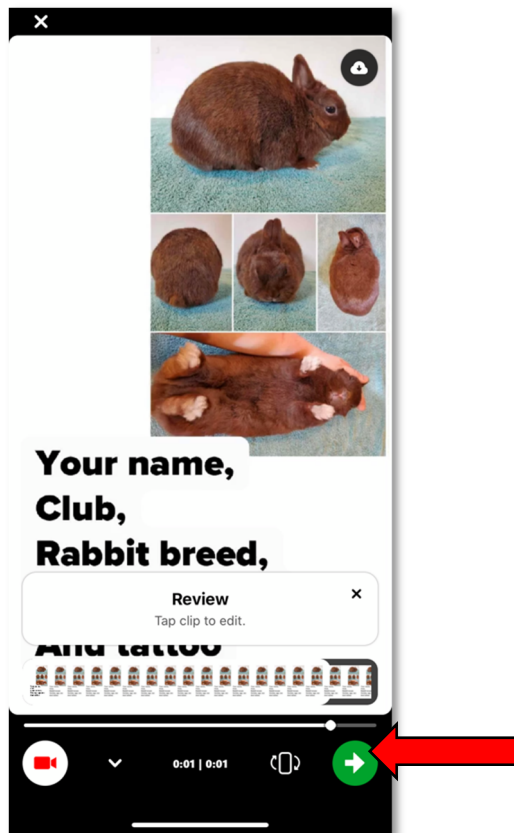 Your name,
Club,
Rabbit breed,
Review
Tap clip to edit.
And tattoo
0:01 | 0:01